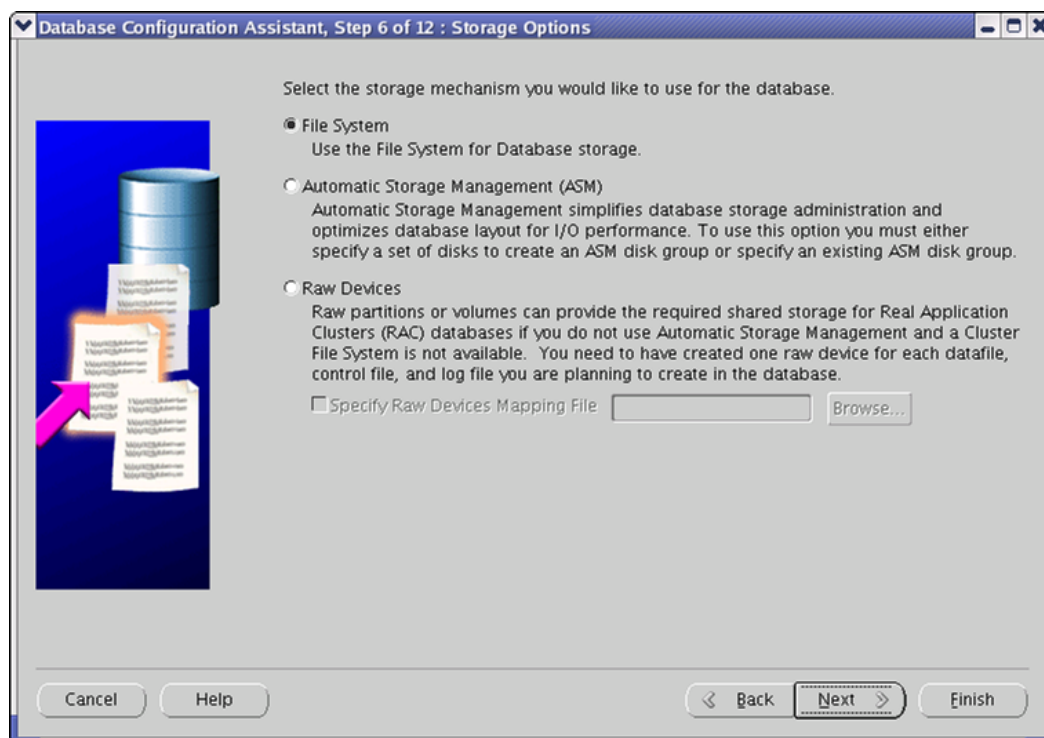 Database Configuration Assistant, Step 6 of 12 : Storage Options
Select the storage mechanism you would like to use for the database.
File System
Use the File System for Database storage.
Automatic Storage Management (ASM)
Automatic Storage Management simplifies database storage administration and
optimizes database layout for I/O performance. To use this option you must either
specify a set of disks to create an ASM disk group or specify an existing ASM disk group.
Raw Devices
Raw partitions or volumes can provide the required shared storage for Real Application
Clusters (RAC) databases if you do not use Automatic Storage Management and a Cluster
File System is not available. You need to have created one raw device for each datafile,
control file, and log file you are planning to create in the database.
Specify Raw Devices Mapping File
Browse...
Cancel
Help
Back
Next
Finish